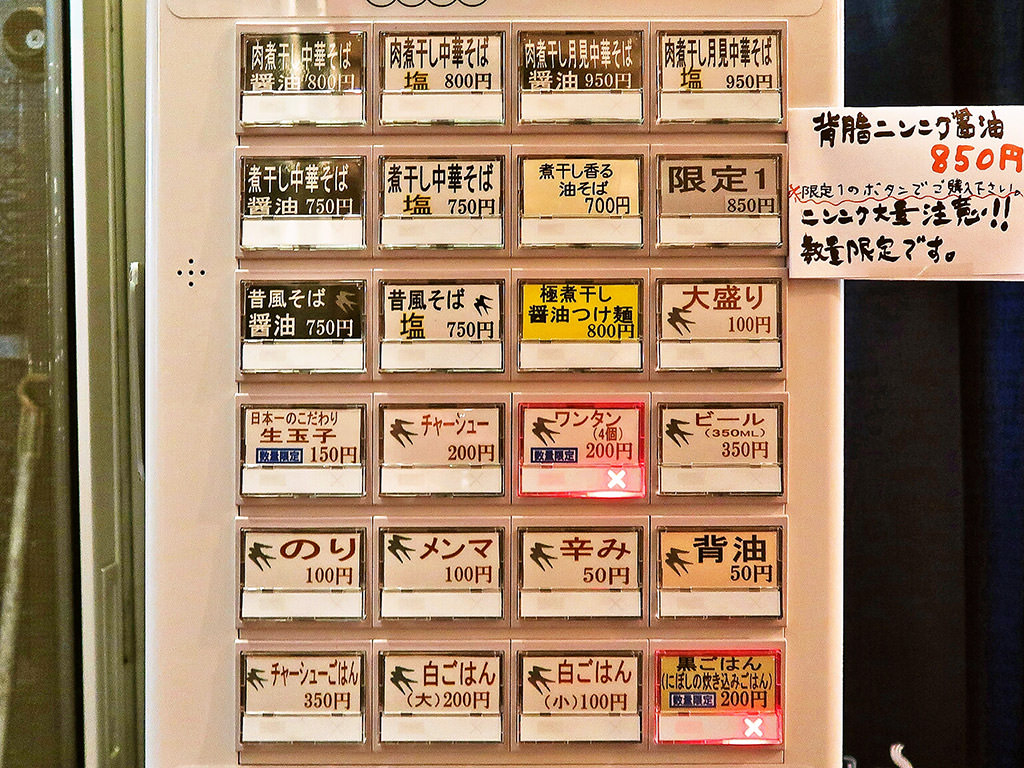 肉煮干し中華そば
醤油800円
肉煮干し中華そば
塩 800円
肉煮干し月見中華そば
醤油 950円
肉煮干し月見中華そば
塩 950円
煮干し中華そば
醤油 750円
煮干し中華そば
塩 750円
煮干し香る
油そば
700円
限定1
850円
昔風そば
醤油 750円
昔風そば
塩 750円
極煮干し
醤油つけ麺
800円
大盛り
100円
日本一のこだわり
生玉子
数量限定 150円
チャーシュー
200円
ワンタン
(4個)
数量限定 200円
ビール
(350ML)
350円
のり
100円
メンマ
100円
辛み
50円
背油
50円
チャーシューごはん
350円
白ごはん
(大)200円
白ごはん
(小)100円
黒ごはん
(にぼしの炊き込みごはん)
数量限定 200円
背脂ニンニク醤油
850円
※限定1のボタンでご購入下さい。
ニンニク大量注意!!
数量限定です。